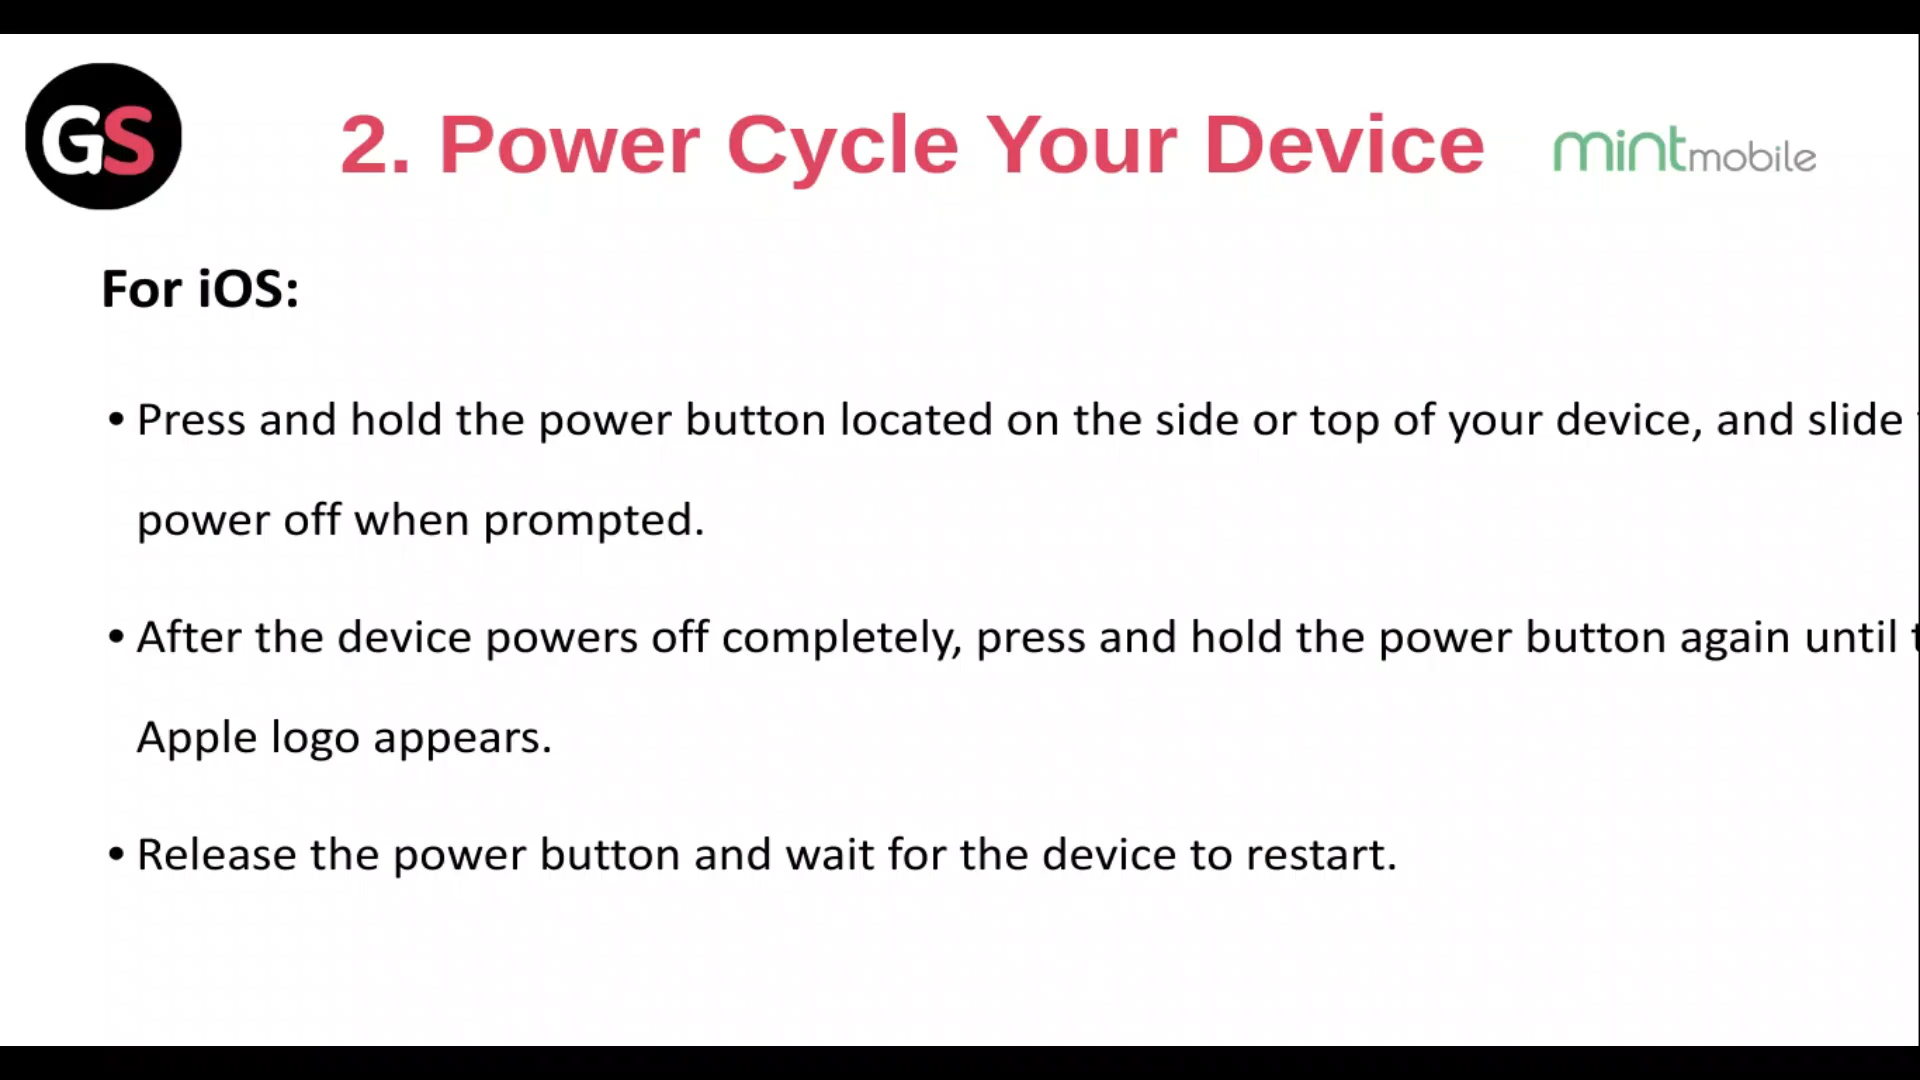 GS
2. Power Cycle Your Device
mintmobile
For iOS:
• Press and hold the power button located on the side or top of your device, and slide
power off when prompted.
• After the device powers off completely, press and hold the power button again until
Apple logo appears.
• Release the power button and wait for the device to restart.